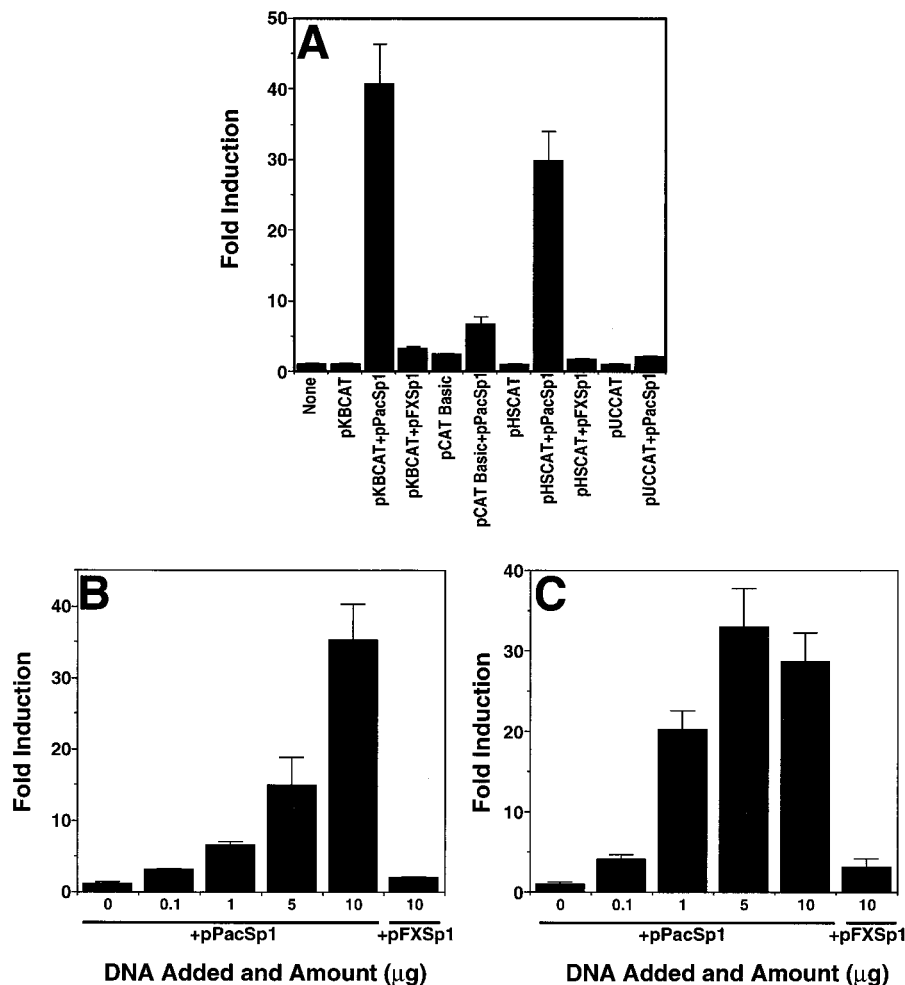 A
Fold Induction
50
40
30
20
10
0
None
pKBCAT
pKBCAT+pPacSp1
pKBCAT+pFXSp1
pCAT Basic
pCAT Basic+pPacSp1
pHSCAT
pHSCAT+pPacSp1
pHSCAT+pFXSp1
pUCCAT
pUCCAT+pPacSp1
B
Fold Induction
40
30
20
10
0
0 0.1 1 5 10 10
+pPacSp1 +pFXSp1
DNA Added and Amount (μg)
C
Fold Induction
40
30
20
10
0
0 0.1 1 5 10 10
+pPacSp1 +pFXSp1
DNA Added and Amount (μg)